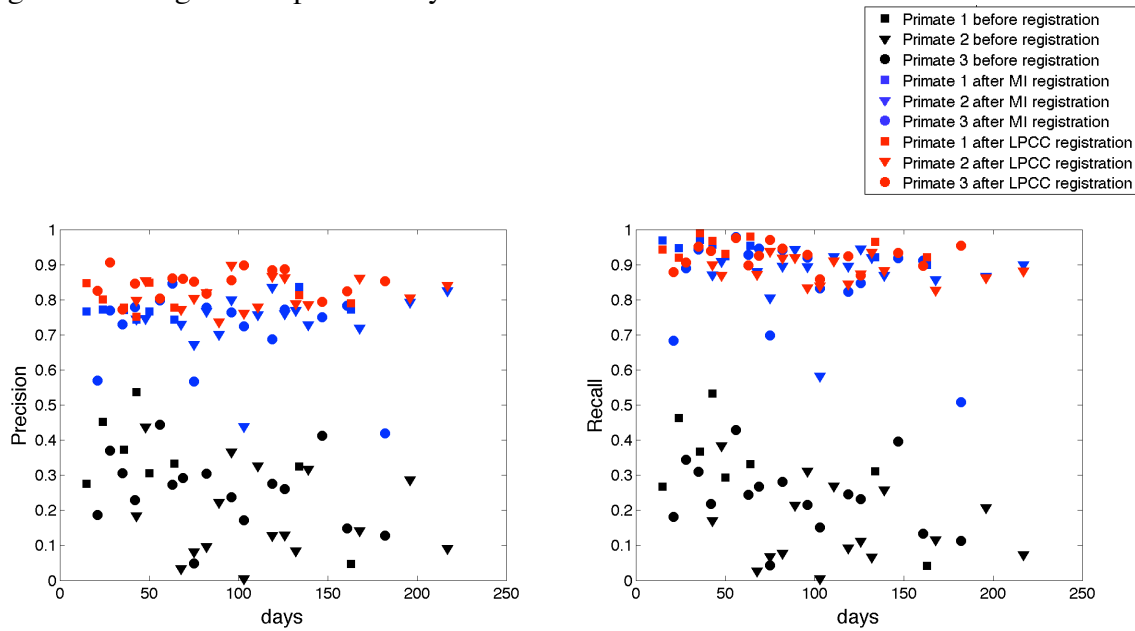 Primate 1 before registration
Primate 2 before registration
Primate 3 before registration
Primate 1 after MI registration
Primate 2 after MI registration
Primate 3 after MI registration
Primate 1 after LPCC registration
Primate 2 after LPCC registration
Primate 3 after LPCC registration
1
0.9
0.8
0.7
0.6
0.5
0.4
0.3
0.2
0.1
0
Precision
0 50 100 150 200 250
days
1
0.9
0.8
0.7
0.6
0.5
0.4
0.3
0.2
0.1
0
Recall
0 50 100 150 200 250
days